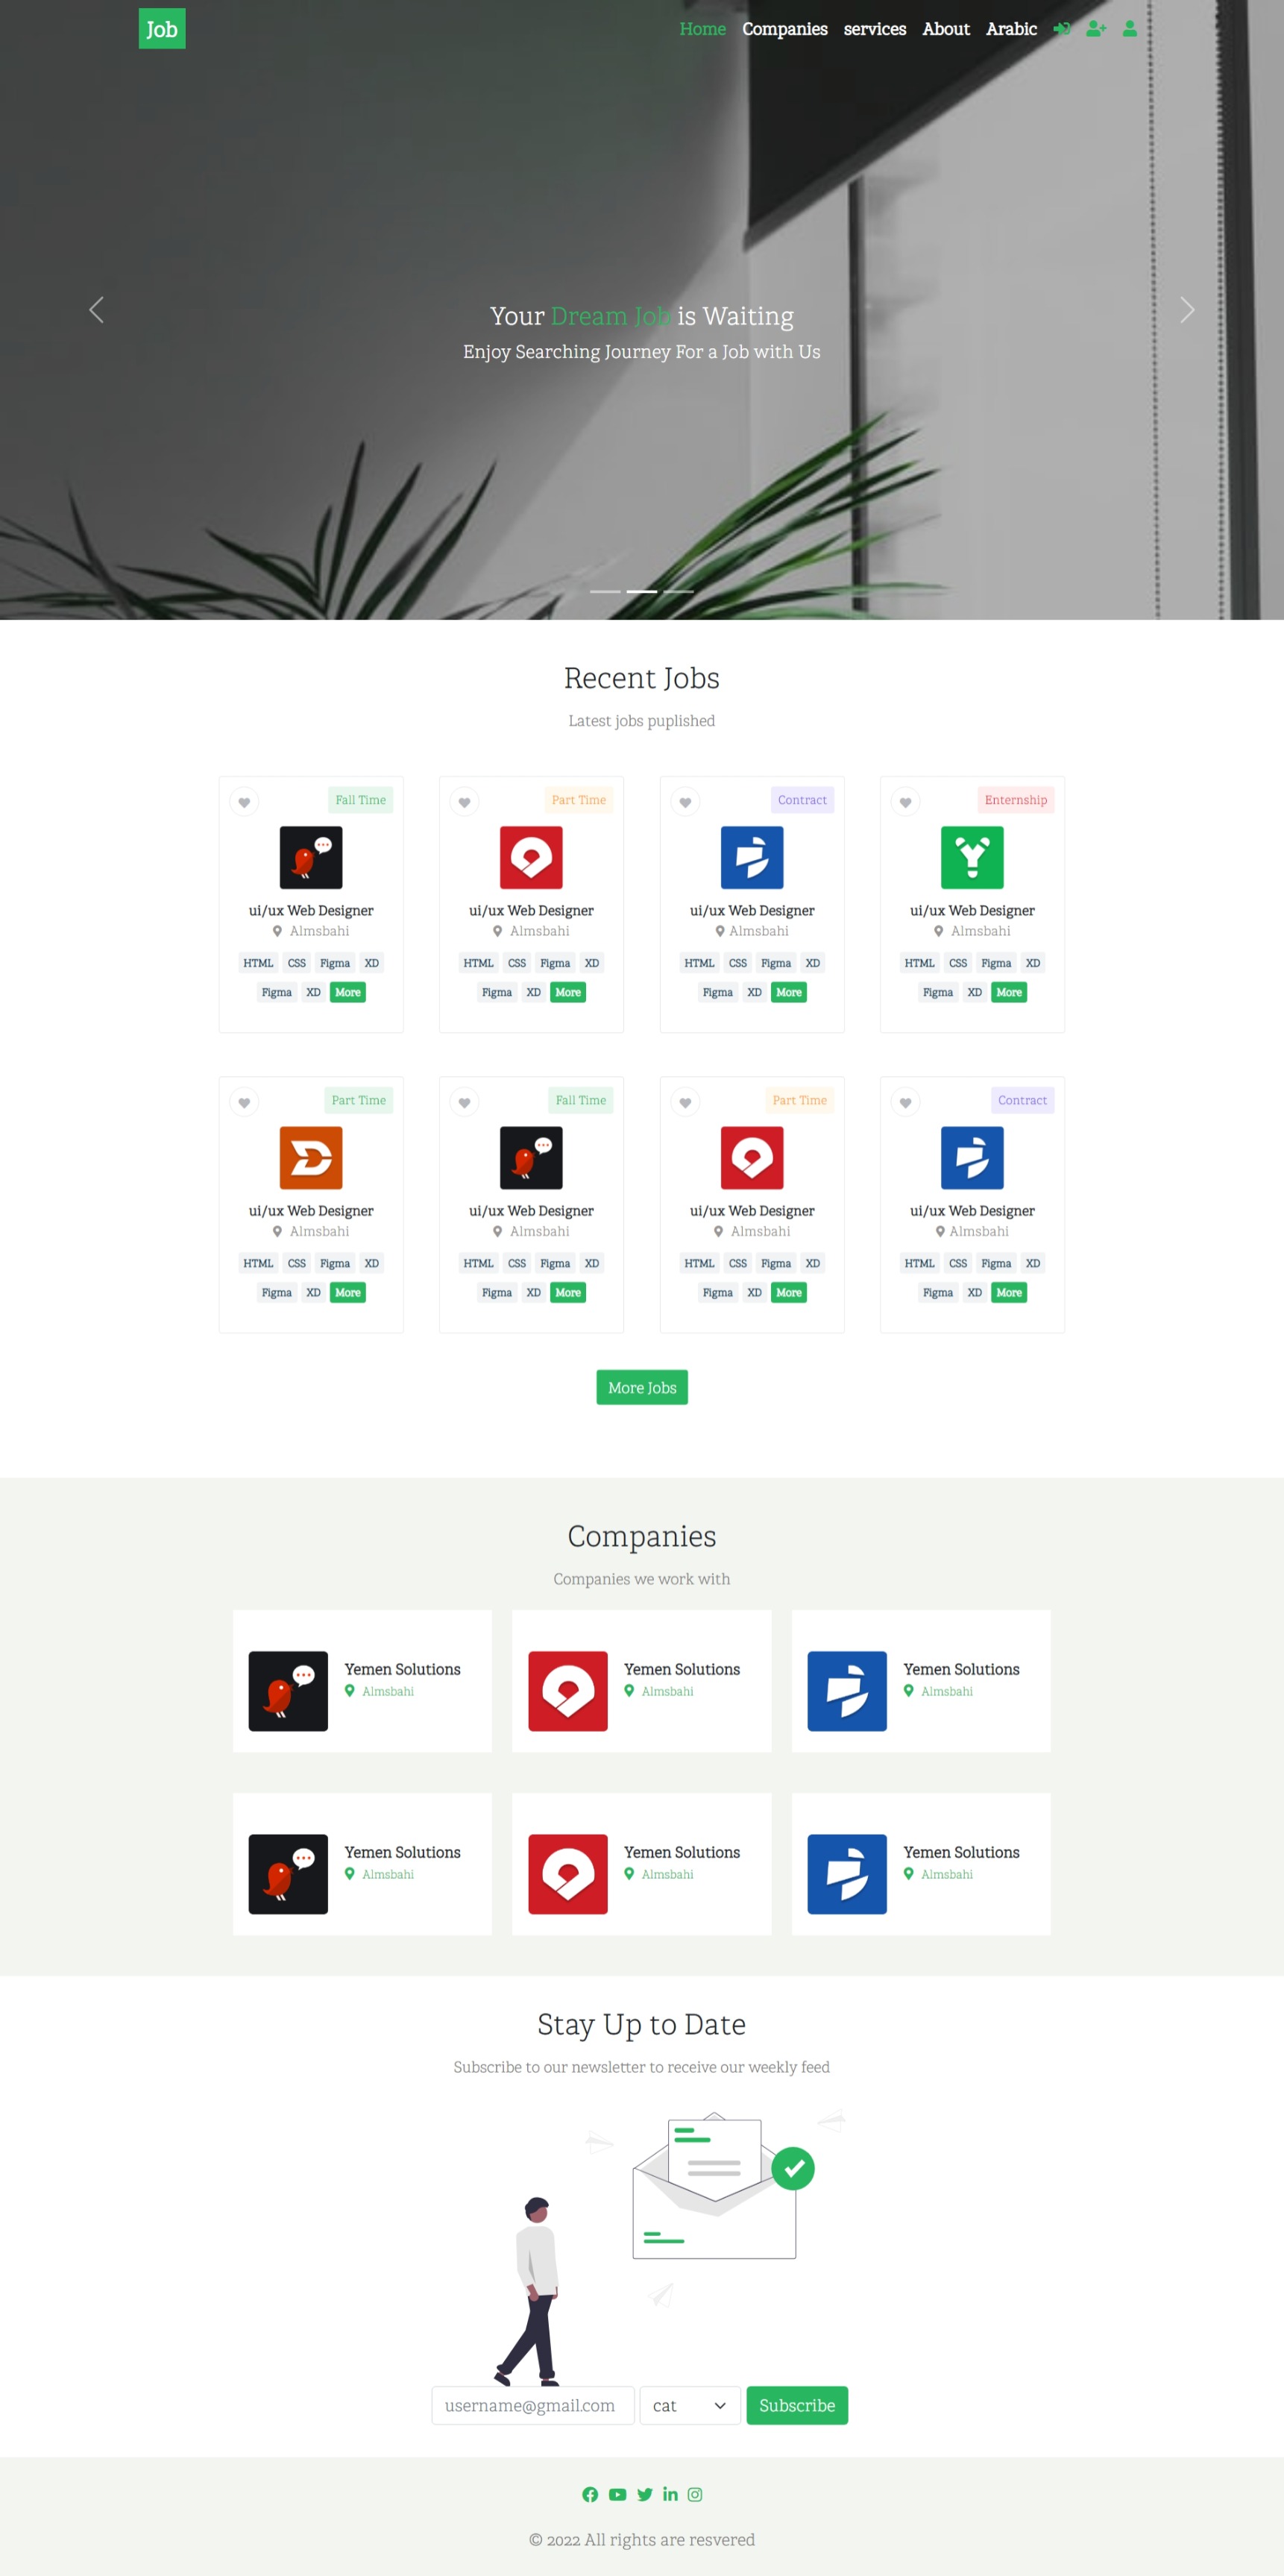 Job
Home Companies services About Arabic
Your Dream Job is Waiting
Enjoy Searching Journey For a Job with Us
Recent Jobs
Latest jobs puplished
Fall Time
ui/ux Web Designer
Almsbahi
HTML CSS Figma XD
Figma XD More
Part Time
ui/ux Web Designer
Almsbahi
HTML CSS Figma XD
Figma XD More
Contract
ui/ux Web Designer
Almsbahi
HTML CSS Figma XD
Figma XD More
Enternship
ui/ux Web Designer
Almsbahi
HTML CSS Figma XD
Figma XD More
Part Time
ui/ux Web Designer
Almsbahi
HTML CSS Figma XD
Figma XD More
Fall Time
ui/ux Web Designer
Almsbahi
HTML CSS Figma XD
Figma XD More
Part Time
ui/ux Web Designer
Almsbahi
HTML CSS Figma XD
Figma XD More
Contract
ui/ux Web Designer
Almsbahi
HTML CSS Figma XD
Figma XD More
More Jobs
Companies
Companies we work with
Yemen Solutions
Almsbahi
Yemen Solutions
Almsbahi
Yemen Solutions
Almsbahi
Yemen Solutions
Almsbahi
Yemen Solutions
Almsbahi
Yemen Solutions
Almsbahi
Stay Up to Date
Subscribe to our newsletter to receive our weekly feed
username@gmail.com cat Subscribe
© 2022 All rights are resvered